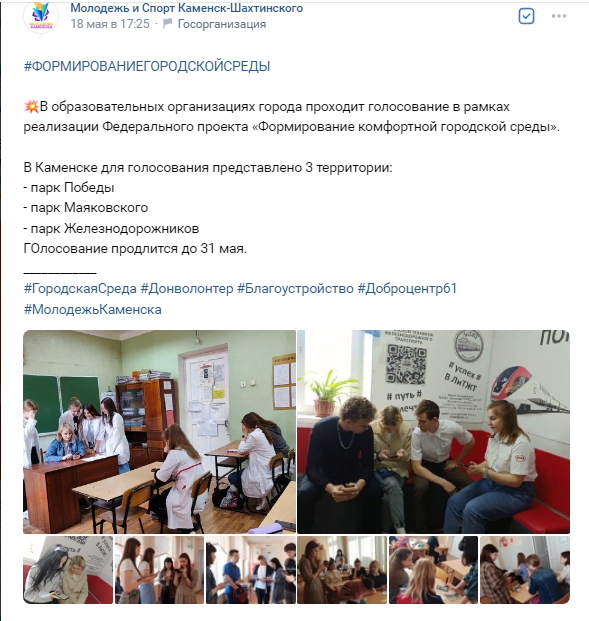 Молодежь и Спорт Каменск-Шахтинского
18 мая в 17:25 · Госорганизация
#ФОРМИРОВАНИЕГОРОДСКОЙСРЕДЫ
💥В образовательных организациях города проходит голосование в рамках
реализации Федерального проекта «Формирование комфортной городской среды».
В Каменске для голосования представлено 3 территории:
- парк Победы
- парк Маяковского
- парк Железнодорожников
ГОлосование продлится до 31 мая.
____________
#ГородскаяСреда #Донволонтер #Благоустройство #Доброцентр61
#МолодежьКаменска
# успех
в ЛиТЖТ
# путь